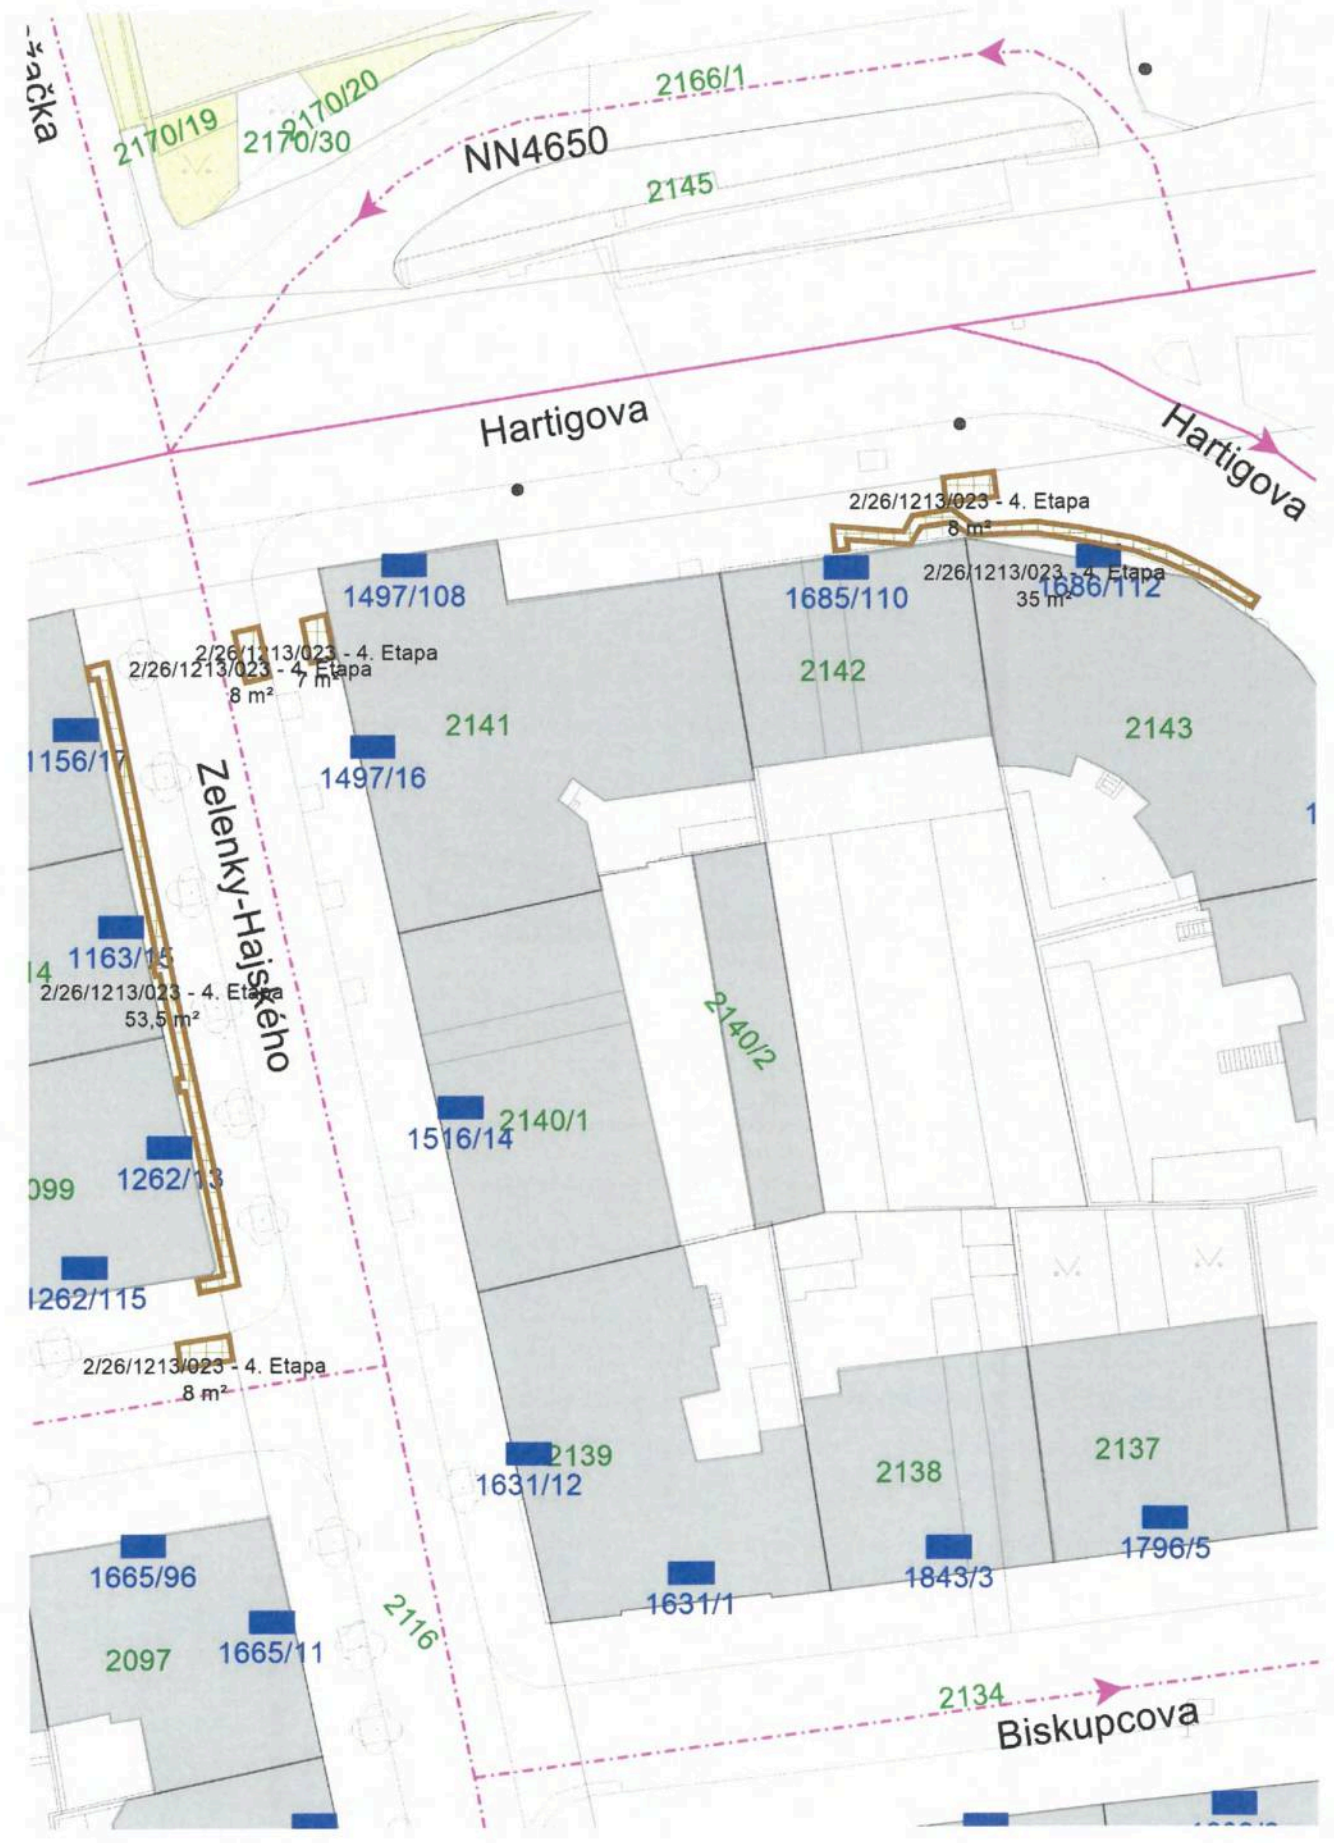 2166/1
2170/20
2170/19
2170/30
NN4650
2145
Hartigova
Hartigova
2/26/1213/023 - 4. Etapa
8 m²
2/26/1213/023 - 4. Etapa
35 m²
1497/108
1685/110
1686/112
2/26/1213/023 - 4. Etapa
7 m²
2/26/1213/023 - 4. Etapa
8 m²
2142
2141
2143
1156/17
1497/16
Zelenky-Hajského
1163/15
2/26/1213/023 - 4. Etapa
53,5 m²
2140/2
1516/14
2140/1
1262/13
1262/115
2/26/1213/023 - 4. Etapa
8 m²
2139
1631/12
2138
2137
1665/96
1631/1
1843/3
1796/5
2116
1665/11
2097
2134
Biskupcova